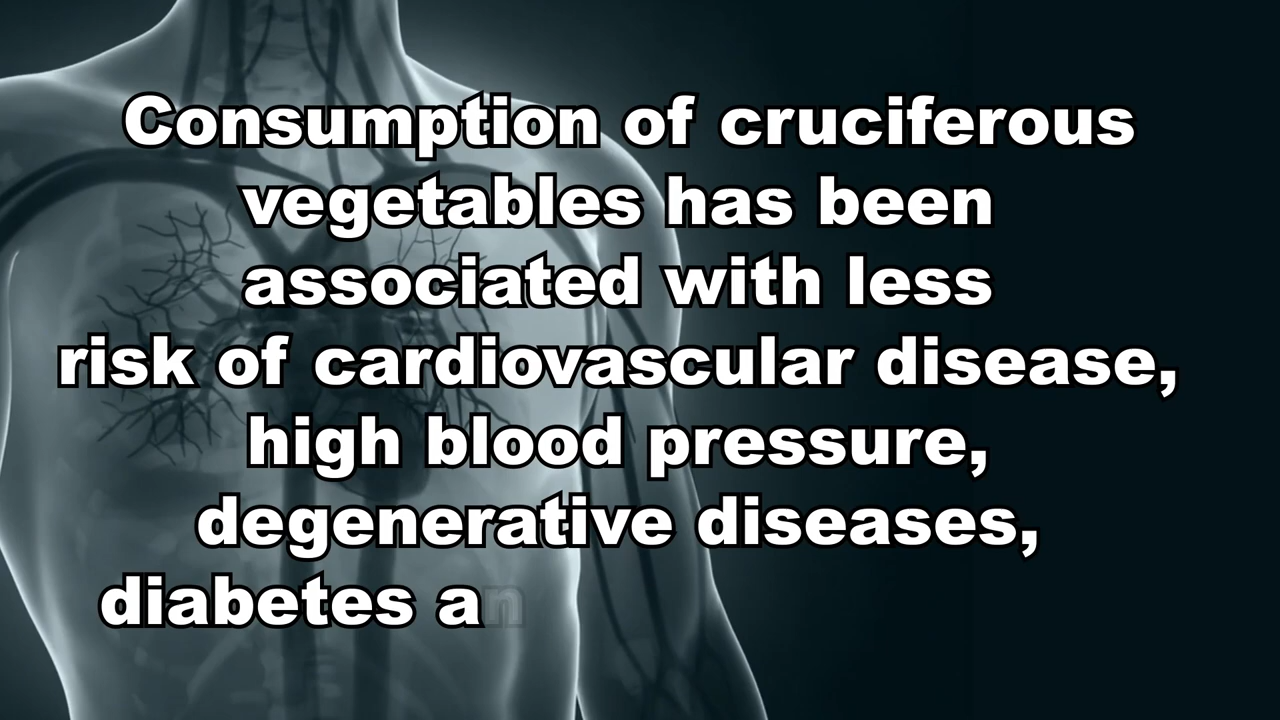 Consumption of cruciferous
vegetables has been
associated with less
risk of cardiovascular disease,
high blood pressure,
degenerative diseases,
diabetes an